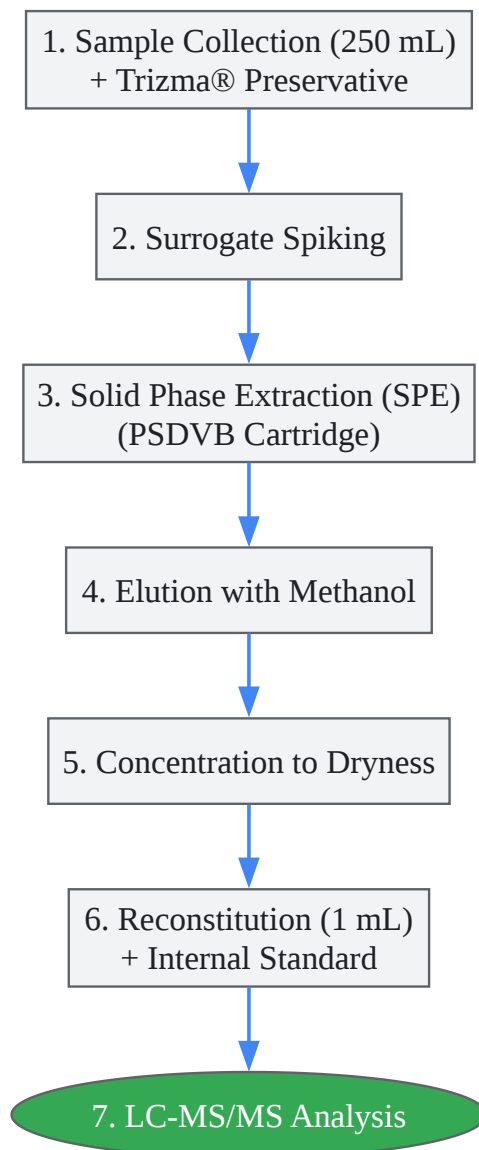 1. Sample Collection (250 mL)
+ Trizma® Preservative
2. Surrogate Spiking
3. Solid Phase Extraction (SPE)
(PSDVB Cartridge)
4. Elution with Methanol
5. Concentration to Dryness
6. Reconstitution (1 mL)
+ Internal Standard
7. LC-MS/MS Analysis